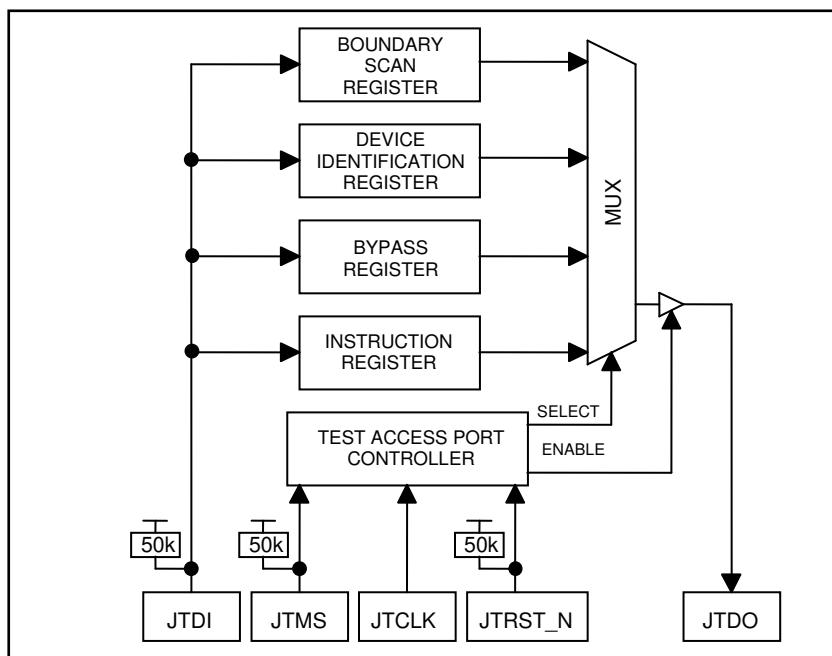 BOUNDARY
SCAN
REGISTER
DEVICE
IDENTIFICATION
REGISTER
BYPASS
REGISTER
INSTRUCTION
REGISTER
MUX
SELECT
TEST ACCESS PORT
CONTROLLER
ENABLE
50k
50k
50k
JTDI
JTMS
JTCLK
JTRST_N
JTDO